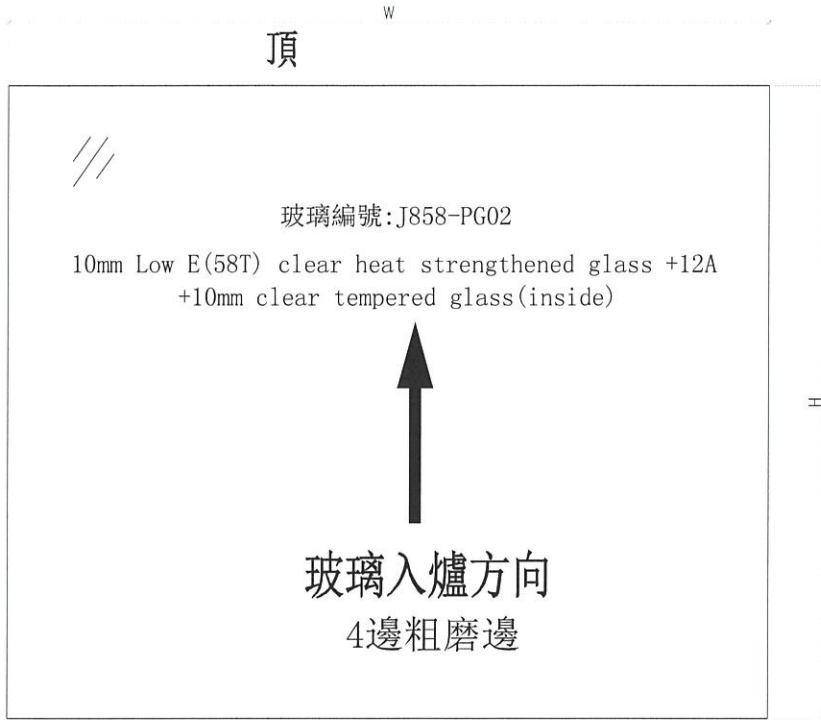 W
頂
玻璃編號:J858-PG02
10mm Low E(58T) clear heat strengthened glass +12A
+10mm clear tempered glass(inside)
H
玻璃入爐方向
4邊粗磨邊